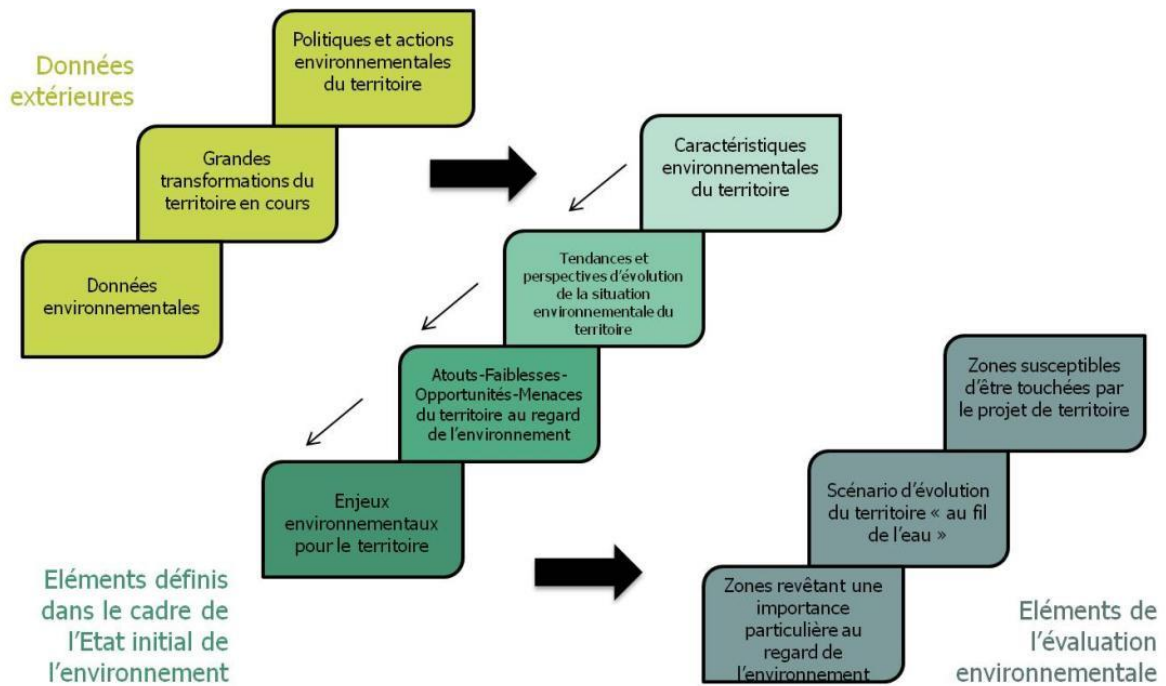 Données
extérieures
Politiques et actions
environnementales
du territoire
Grandes
transformations du
territoire en cours
Données
environnementales
Caractéristiques
environnementales
du territoire
Tendances et
perspectives d'évolution
de la situation
environnementale du
territoire
Atouts-Faiblesses-
Opportunités-Menaces
du territoire au regard
de l'environnement
Enjeux
environnementaux
pour le territoire
Eléments définis
dans le cadre de
l'Etat initial de
l'environnement
Zones susceptibles
d'être touchées par
le projet de territoire
Scénario d'évolution
du territoire « au fil
de l'eau »
Zones revêtant une
importance
particulière au
regard de
l'environnement
Eléments de
l'évaluation
environnementale